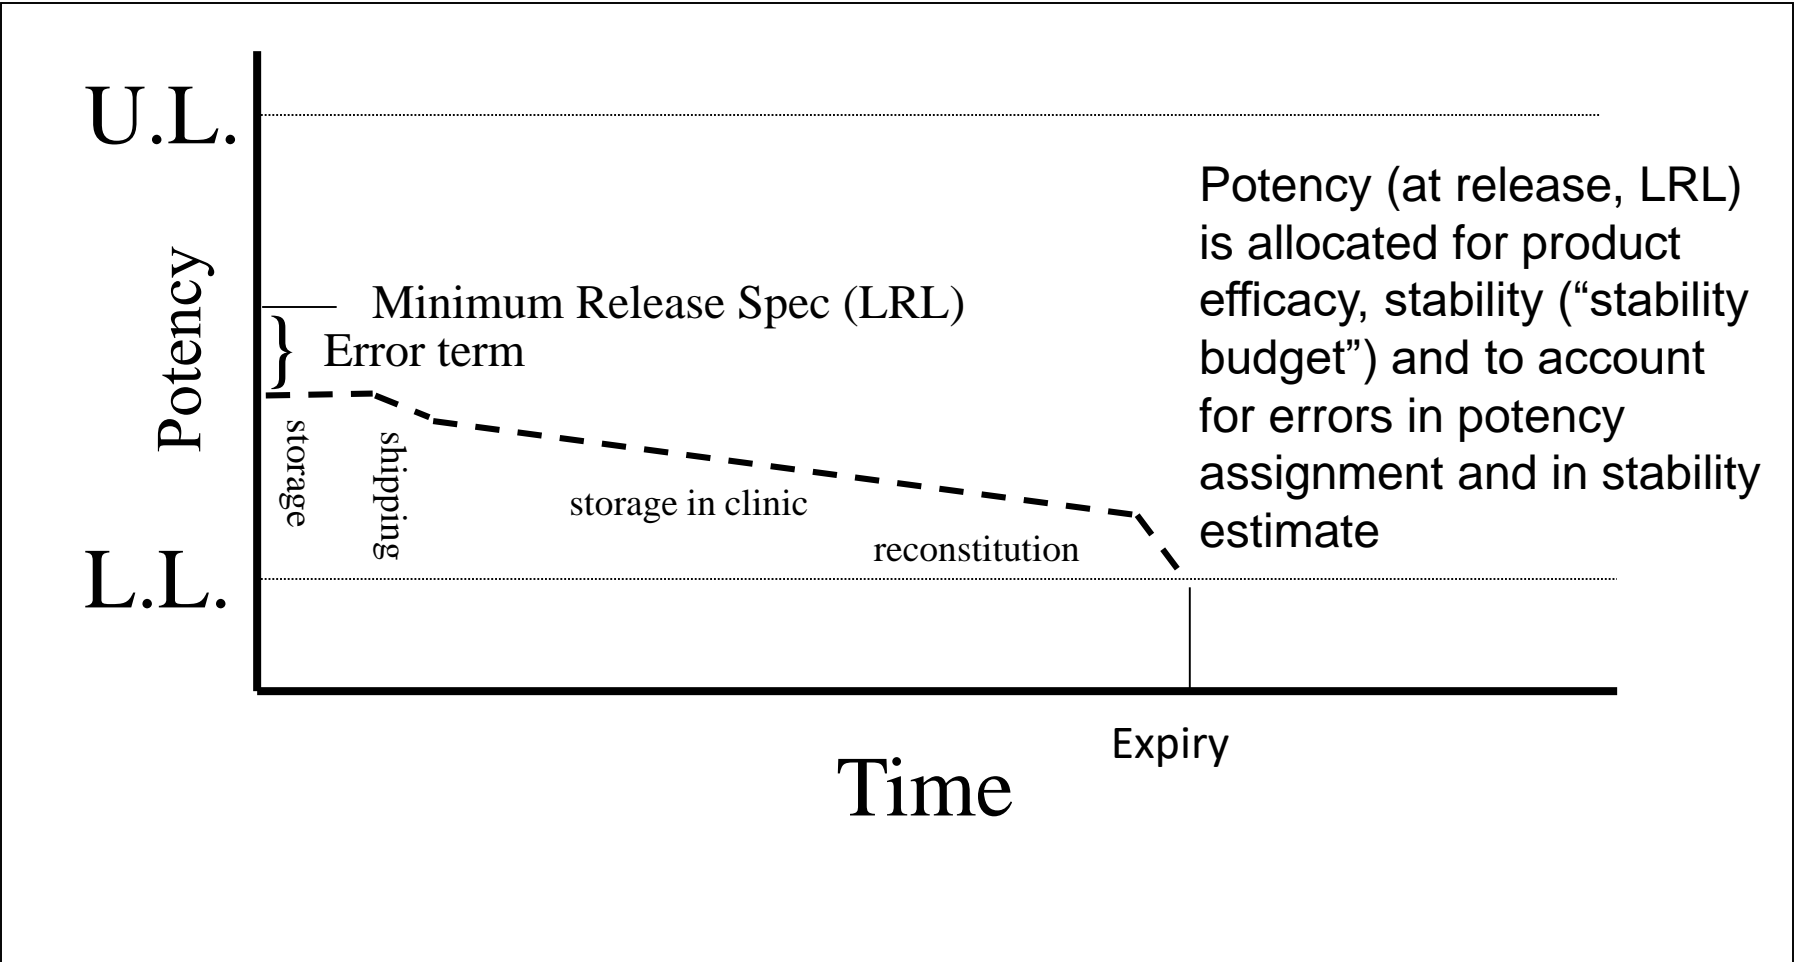 U.L.
Potency
L.L.
Minimum Release Spec (LRL)
} Error term
storage
shipping
storage in clinic
reconstitution
Potency (at release, LRL)
is allocated for product
efficacy, stability (“stability
budget”) and to account
for errors in potency
assignment and in stability
estimate
Expiry
Time